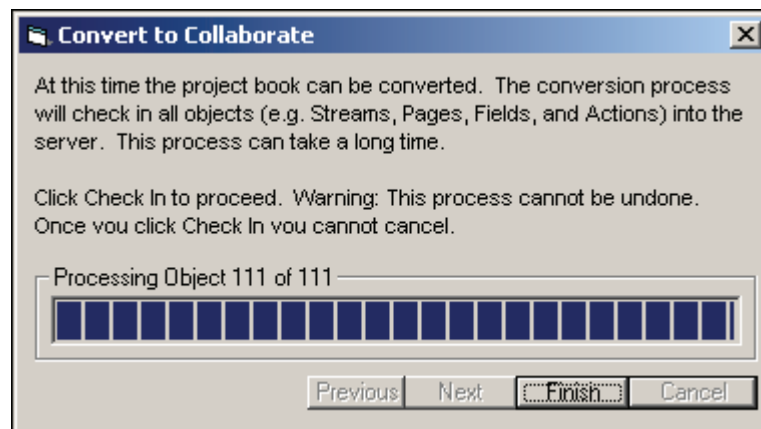 Convert to Collaborate
At this time the project book can be converted. The conversion process
will check in all objects (e.g. Streams, Pages, Fields, and Actions) into the
server. This process can take a long time.
Click Check In to proceed. Warning: This process cannot be undone.
Once you click Check In you cannot cancel.
Processing Object 111 of 111
Previous Next Finish Cancel